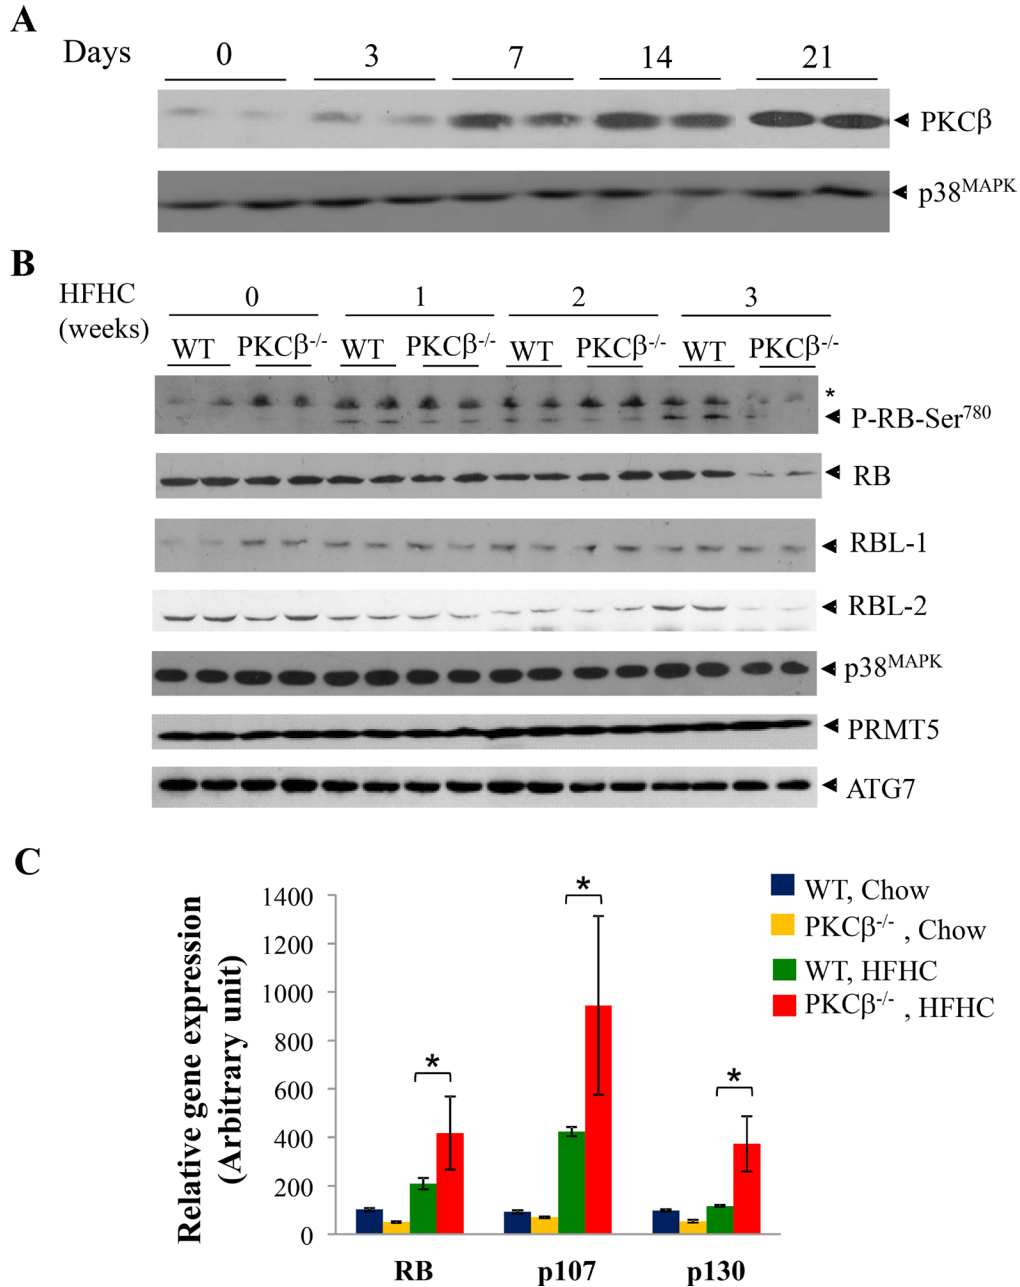 A
Days 0 3 7 14 21
PKCβ
p38MAPK
B
HFHC (weeks) 0 1 2 3
WT PKCβ-/- WT PKCβ-/- WT PKCβ-/- WT PKCβ-/-
*
P-RB-Ser780
RB
RBL-1
RBL-2
p38MAPK
PRMT5
ATG7
C
Relative gene expression
(Arbitrary unit)
1400
1200
1000
800
600
400
200
0
* * *
RB p107 p130
WT, Chow
PKCβ-/- , Chow
WT, HFHC
PKCβ-/- , HFHC